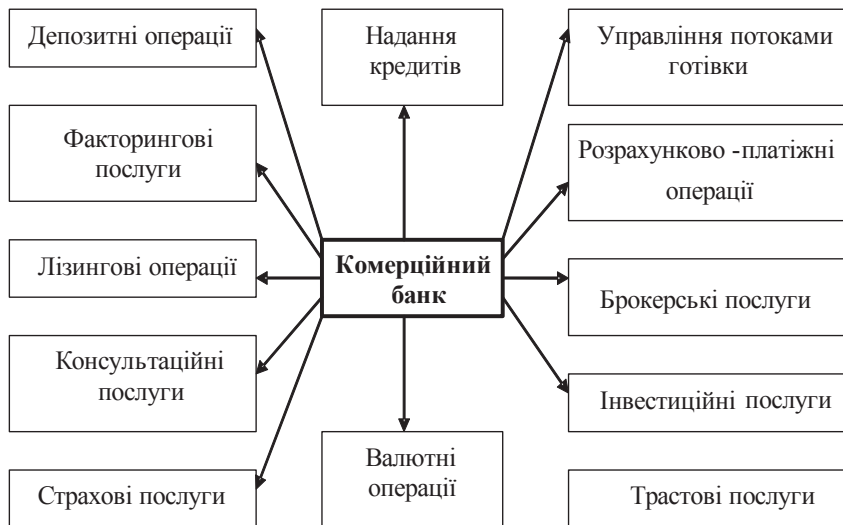 Депозитні операції
Надання
кредитів
Управління потоками
готівки
Факторингові
послуги
Розрахунково -платіжні
операції
Лізингові операції
Комерційний
банк
Брокерські послуги
Консультаційні
послуги
Інвестиційні послуги
Валютні
операції
Страхові послуги
Трастові послуги